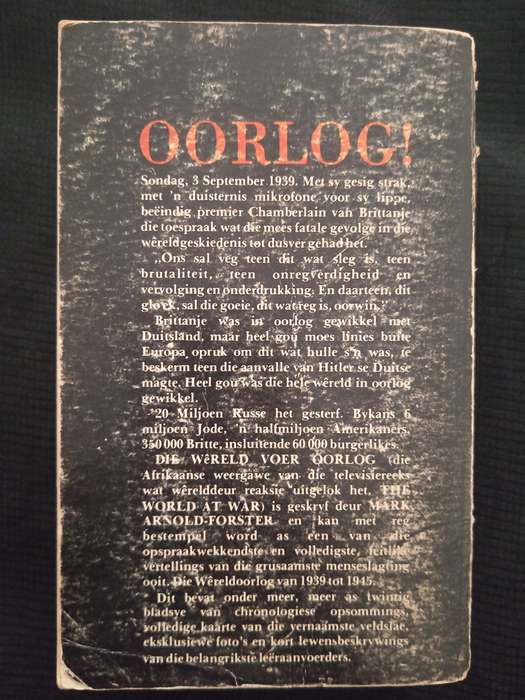 OORLOG!
Sondag, 3 September 1939. Met sy gesig strak,
met 'n duisternis mikrofone voor sy lippe,
beëindig premier Chamberlain van Brittanje
die toespraak wat die mees fatale gevolge in die
wêreldgeskiedenis tot dusver gehad het.
„Ons sal veg teen dit wat sleg is, teen
brutaliteit, teen onregverdigheid en
vervolging en onderdrukking. En daarteen, dit
glo ek, sal die goeie, dit wat reg is, oorwin."
Brittanje was in oorlog gewikkel met
Duitsland, maar heel gou moes linies buite
Europa opruk om dit wat hulle s'n was, te
beskerm teen die aanvalle van Hitler se Duitse
magte. Heel gou was die hele wêreld in oorlog
gewikkel.
20 Miljoen Russe het gesterf. Bykans 6
miljoen Jode, 'n halfmiljoen Amerikaners,
350 000 Britte, insluitende 60 000 burgerlikes.
DIE WêRELD VOER OORLOG (die
Afrikaanse weergawe van die televisiereeks
wat wêrelddeur reaksie uitgelok het, THE
WORLD AT WAR) is geskryf deur MARK
ARNOLD-FORSTER en kan met reg
bestempel word as een van die
opspraakwekkendste en volledigste, feitlike
vertellings van die grusaamste menseslagting
ooit. Die Wêreldoorlog van 1939 tot 1945.
Dit bevat onder meer, meer as twintig
bladsye van chronologiese opsommings,
volledige kaarte van die vernaamste veldslae,
eksklusiewe foto's en kort lewensbeskrywings
van die belangrikste leëraanvoerders.